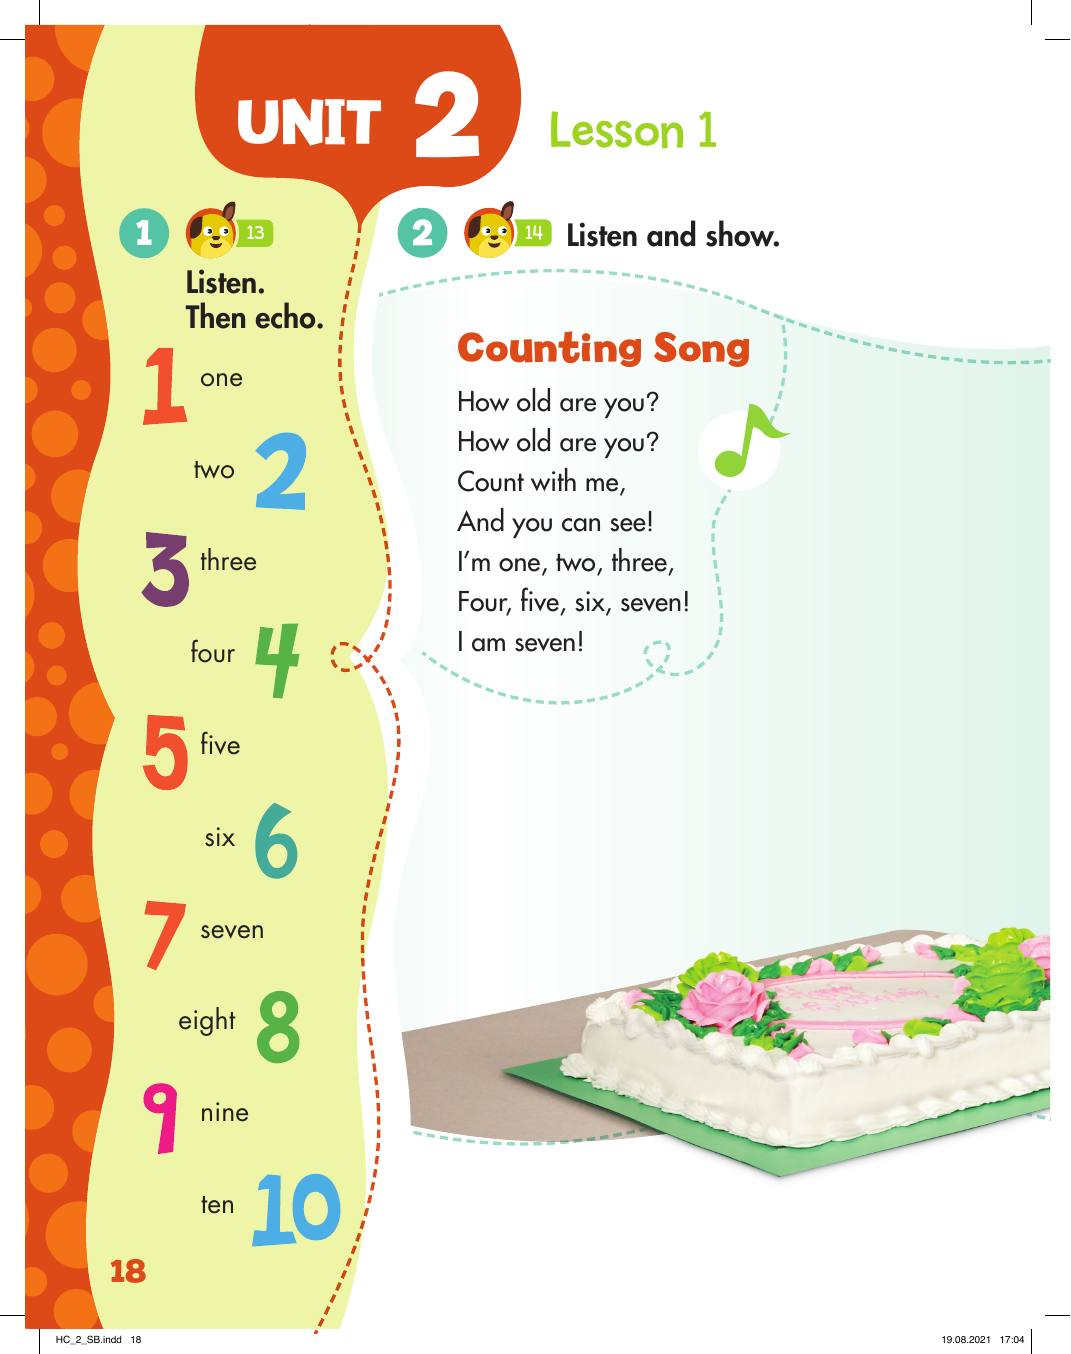 UNIT 2
Lesson 1
1
13
Listen.
Then echo.
1 one
two 2
3 three
four 4
5 five
six 6
7 seven
eight 8
9 nine
ten 10
2
14
Listen and show.
Counting Song
How old are you?
How old are you?
Count with me,
And you can see!
I'm one, two, three,
Four, five, six, seven!
I am seven!
18
HC_2_SB.indd 18
19.08.2021 17:04